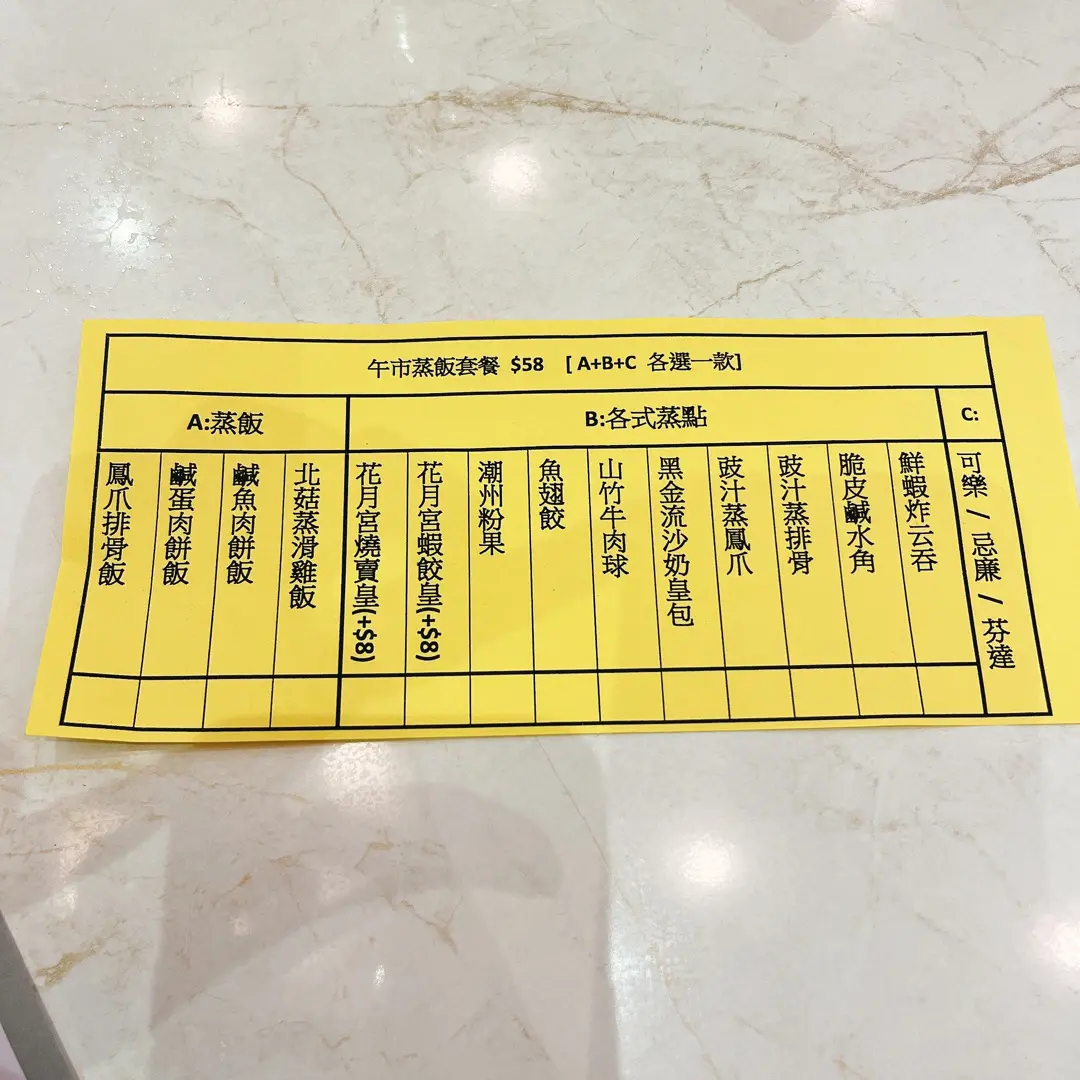 午市蒸飯套餐 $58 [ A+B+C 各選一款]
A:蒸飯
B:各式蒸點
C:
鳳爪排骨飯
鹹蛋肉餅飯
鹹魚肉餅飯
北菇蒸滑雞飯
花月宮燒賣皇(+$8)
花月宮蝦餃皇(+$8)
潮州粉果
魚翅餃
山竹牛肉球
黑金流沙奶皇包
豉汁蒸鳳爪
豉汁蒸排骨
脆皮鹹水角
鮮蝦炸云吞
可樂 / 忌廉 / 芬達